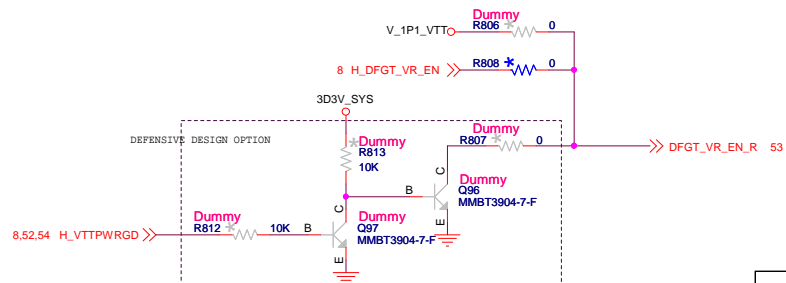 Dummy
V_1P1_VTT R806 * 0
8 H_DFGT_VR_EN R808 * 0
3D3V_SYS
DEFENSIVE DESIGN OPTION
* Dummy
R813
10K
Dummy
R807 * 0
DFGT_VR_EN_R 53
C
B
Dummy
Q96
MMBT3904-7-F
E
8,52,54 H_VTTPWRGD
Dummy
R812 * 10K
B
C
Dummy
Q97
MMBT3904-7-F
E